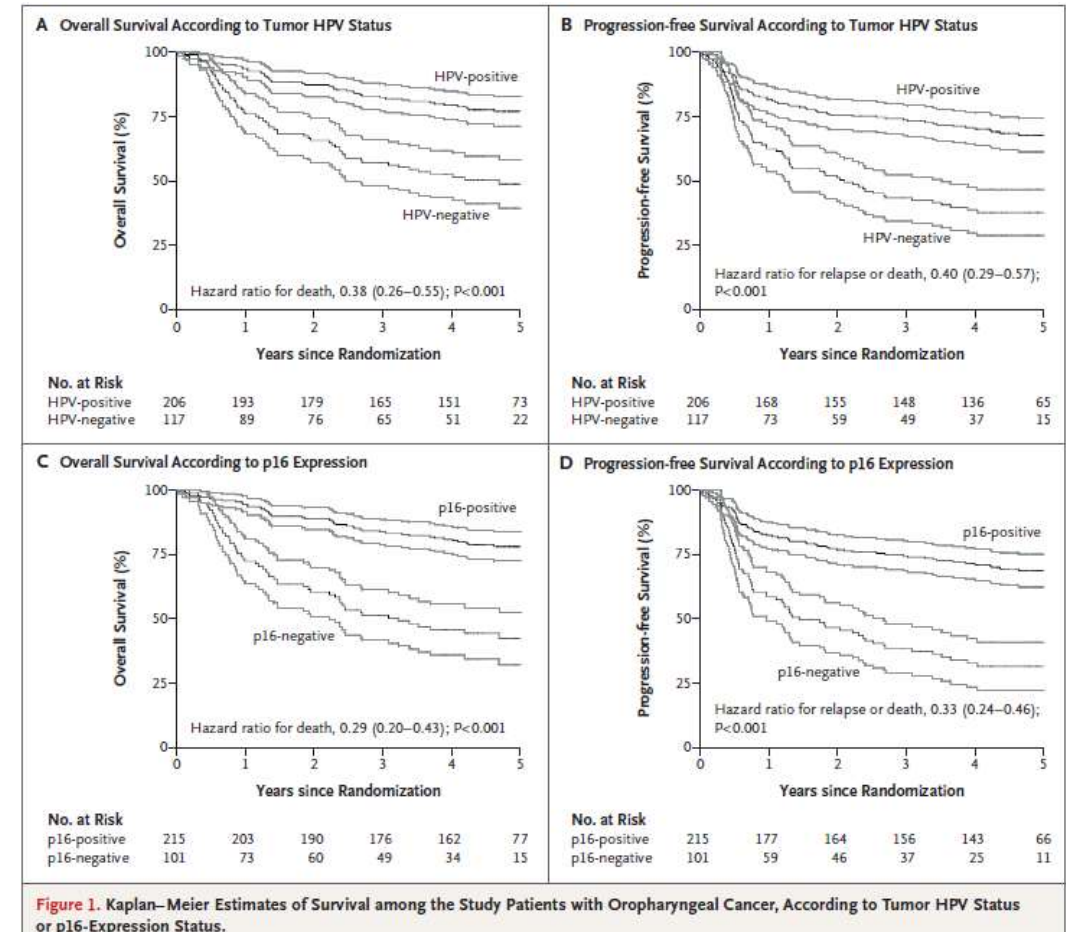 A Overall Survival According to Tumor HPV Status
100
75
50
25
0
Overall Survival (%)
HPV-positive
HPV-negative
Hazard ratio for death, 0.38 (0.26–0.55); P<0.001
0 1 2 3 4 5
Years since Randomization
No. at Risk
HPV-positive 206 193 179 165 151 73
HPV-negative 117 89 76 65 51 22
B Progression-free Survival According to Tumor HPV Status
100
75
50
25
0
Progression-free Survival (%)
HPV-positive
HPV-negative
Hazard ratio for relapse or death, 0.40 (0.29–0.57);
P<0.001
0 1 2 3 4 5
Years since Randomization
No. at Risk
HPV-positive 206 168 155 148 136 65
HPV-negative 117 73 59 49 37 15
C Overall Survival According to p16 Expression
100
75
50
25
0
Overall Survival (%)
p16-positive
p16-negative
Hazard ratio for death, 0.29 (0.20–0.43); P<0.001
0 1 2 3 4 5
Years since Randomization
No. at Risk
p16-positive 215 203 190 176 162 77
p16-negative 101 73 60 49 34 15
D Progression-free Survival According to p16 Expression
100
75
50
25
0
Progression-free Survival (%)
p16-positive
p16-negative
Hazard ratio for relapse or death, 0.33 (0.24–0.46);
P<0.001
0 1 2 3 4 5
Years since Randomization
No. at Risk
p16-positive 215 177 164 156 143 66
p16-negative 101 59 46 37 25 11
Figure 1. Kaplan–Meier Estimates of Survival among the Study Patients with Oropharyngeal Cancer, According to Tumor HPV Status
or p16-Expression Status.